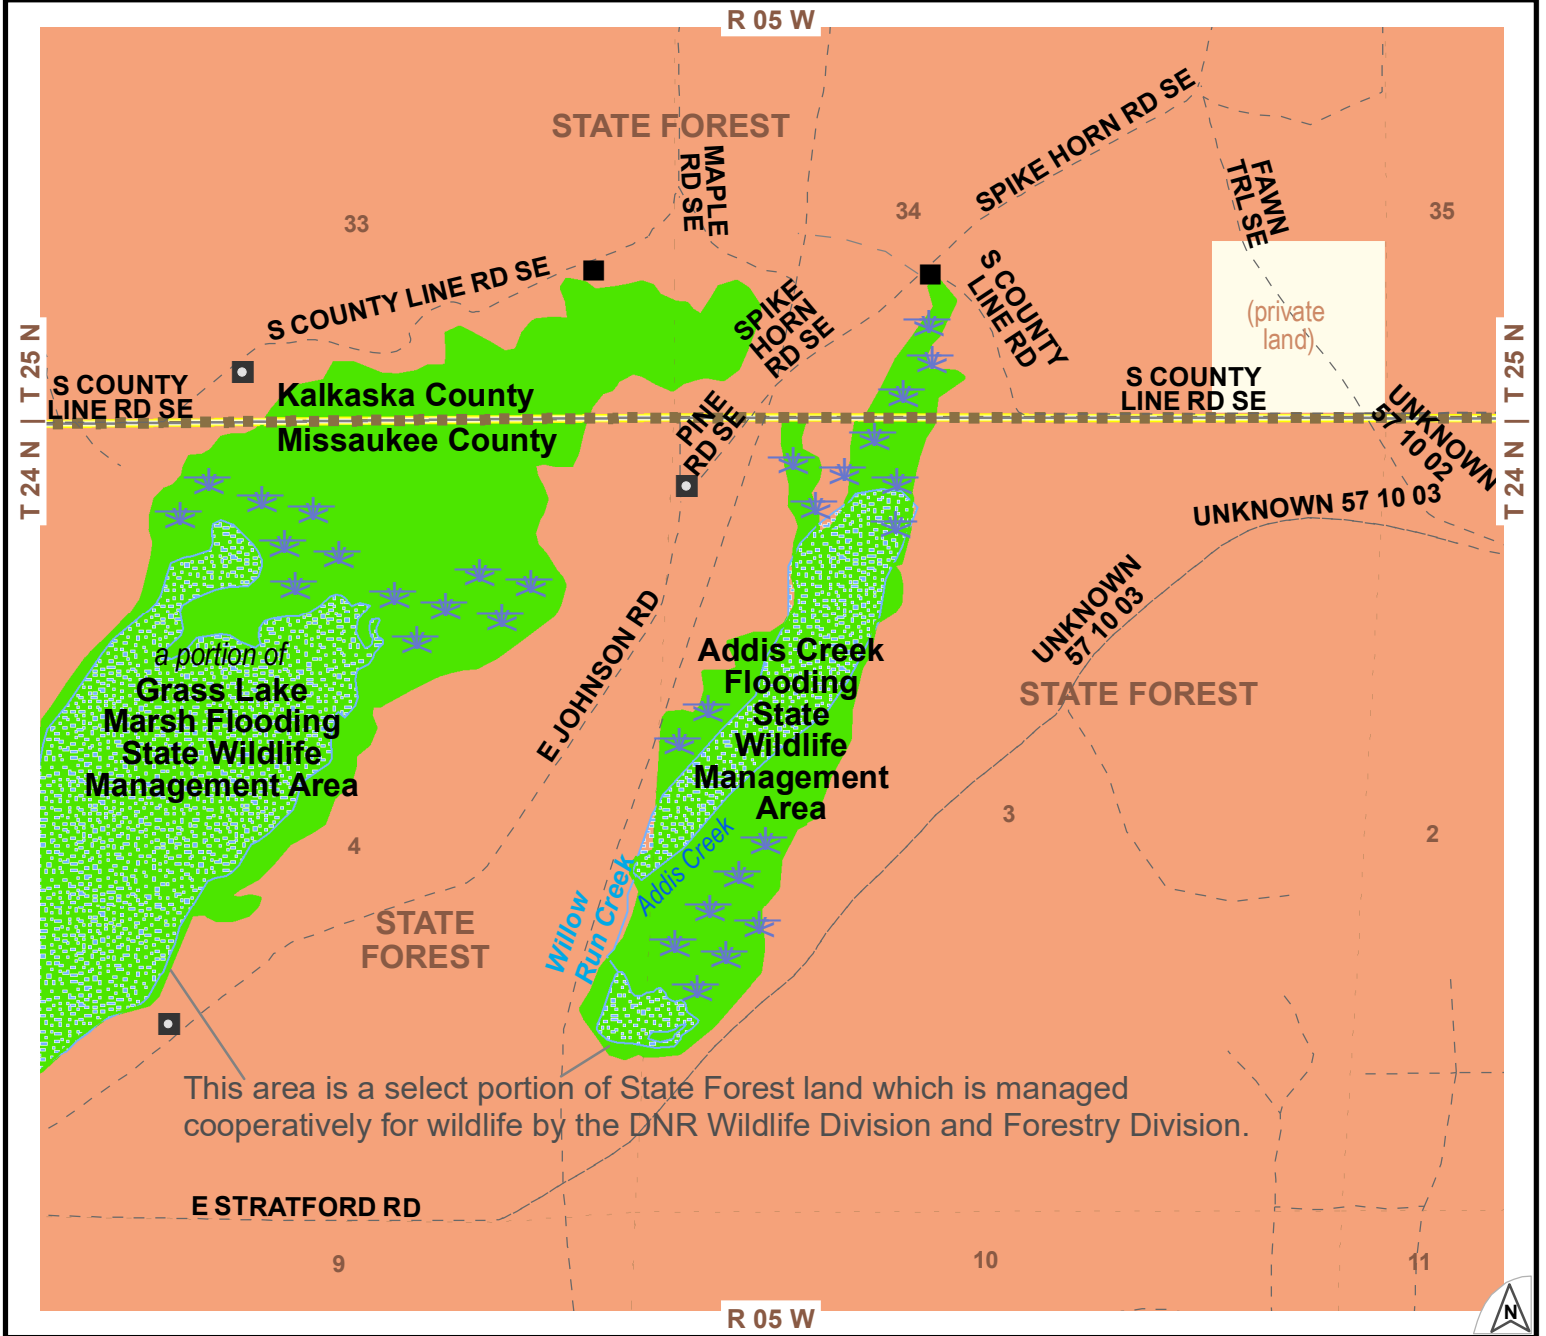 R 05 W
STATE FOREST
MAPLE
RD SE
SPIKE HORN RD SE
FAWN
TRL SE
33
34
35
S COUNTY LINE RD SE
S COUNTY
LINE RD
SPIKE
HORN
RD SE
(private
land)
T 24 N | T 25 N
T 24 N | T 25 N
S COUNTY
LINE RD SE
Kalkaska County
Missaukee County
S COUNTY
LINE RD SE
PINE
RD SE
UNKNOWN
57 10 02
UNKNOWN 57 10 03
UNKNOWN
57 10 03
E JOHNSON RD
a portion of
Grass Lake
Marsh Flooding
State Wildlife
Management Area
Addis Creek
Flooding
State
Wildlife
Management
Area
STATE FOREST
4
3
2
Addis Creek
Willow
Run Creek
STATE
FOREST
This area is a select portion of State Forest land which is managed
cooperatively for wildlife by the DNR Wildlife Division and Forestry Division.
E STRATFORD RD
9
10
11
R 05 W
N